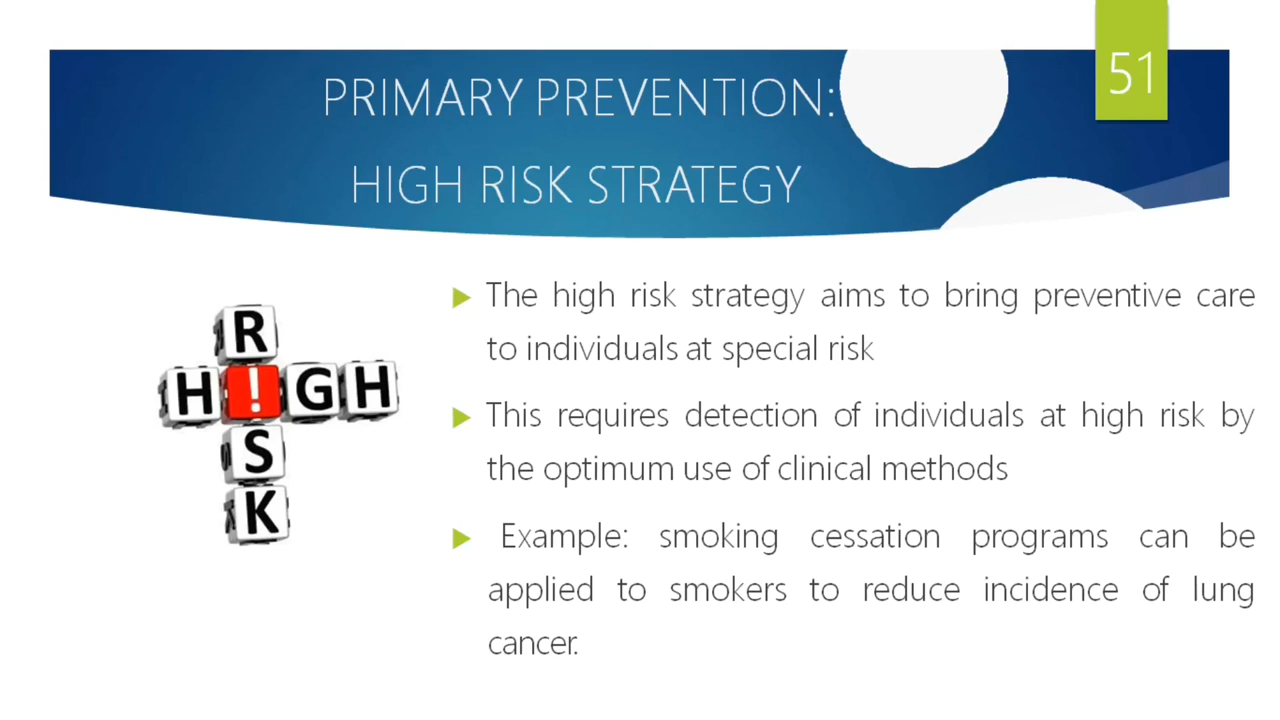 51
PRIMARY PREVENTION:
HIGH RISK STRATEGY
R
H!GH
S
K
The high risk strategy aims to bring preventive care
to individuals at special risk
This requires detection of individuals at high risk by
the optimum use of clinical methods
Example: smoking cessation programs can be
applied to smokers to reduce incidence of lung
cancer.